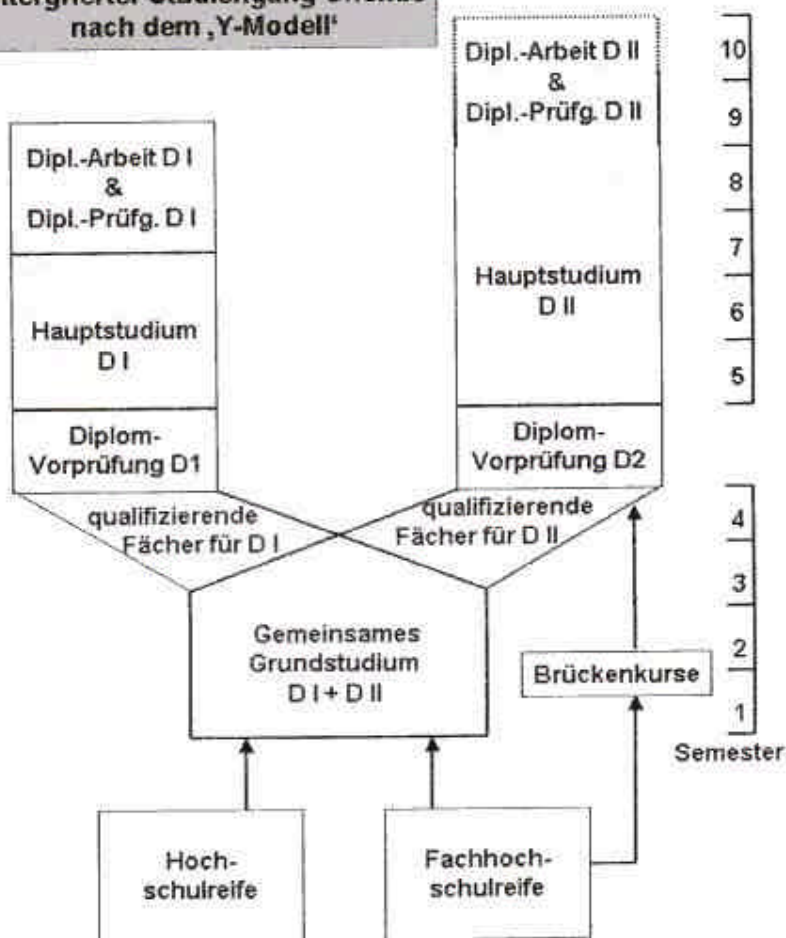 nach dem ‚Y-Modell‘
Dipl.-Arbeit D II
&
Dipl.-Prüfg. D II
10
9
8
7
6
5
Dipl.-Arbeit D I
&
Dipl.-Prüfg. D I
Hauptstudium
D II
Hauptstudium
D I
Diplom-
Vorprüfung D1
Diplom-
Vorprüfung D2
qualifizierende
Fächer für D I
qualifizierende
Fächer für D II
4
3
2
1
Semester
Gemeinsames
Grundstudium
D I + D II
Brückenkurse
Hoch-
schulreife
Fachhoch-
schulreife